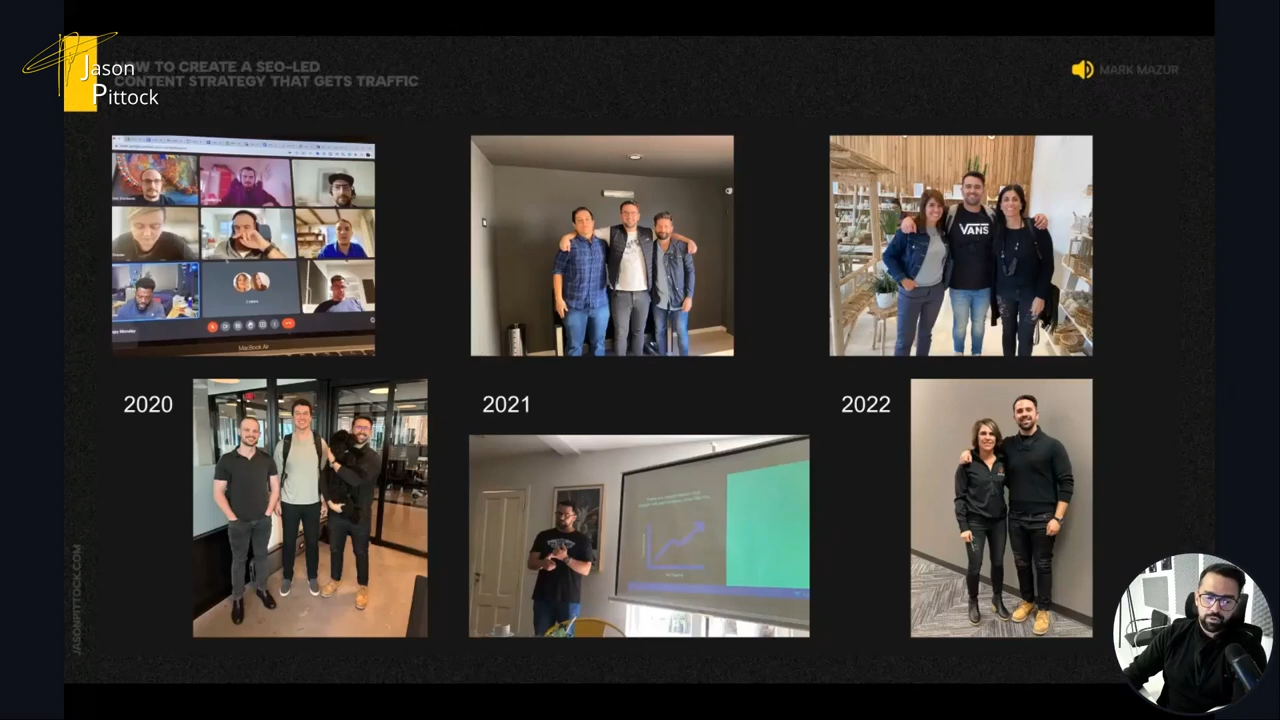 HOW TO CREATE A SEO-LED
CONTENT STRATEGY THAT GETS TRAFFIC
Jason
Pittock
MARK MAZUR
VANS
MacBook Air
2020
2021
2022
JASONPITTOCK.COM